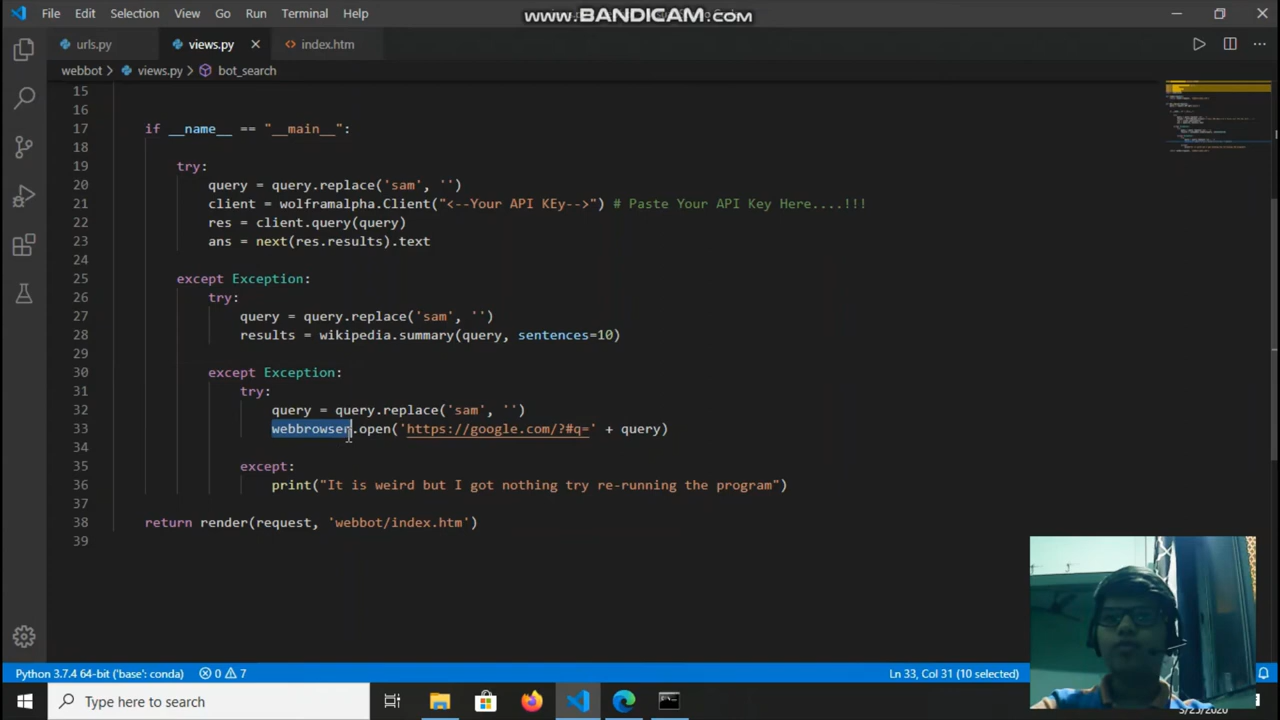 File Edit Selection View Go Run Terminal Help
www.BANDICAM.com
urls.py
views.py
index.htm
webbot > views.py > bot_search
15
16
17 if __name__ == "__main__":
18
19 try:
20 query = query.replace('sam', '')
21 client = wolframalpha.Client("<--Your API KEy-->") # Paste Your API Key Here....!!!
22 res = client.query(query)
23 ans = next(res.results).text
24
25 except Exception:
26 try:
27 query = query.replace('sam', '')
28 results = wikipedia.summary(query, sentences=10)
29
30 except Exception:
31 try:
32 query = query.replace('sam', '')
33 webbrowser.open('https://google.com/?#q=' + query)
34
35 except:
36 print("It is weird but I got nothing try re-running the program")
37
38 return render(request, 'webbot/index.htm')
39
Python 3.7.4 64-bit ('base': conda) 0 7 Ln 33, Col 31 (10 selected)
Type here to search
3/25/2020